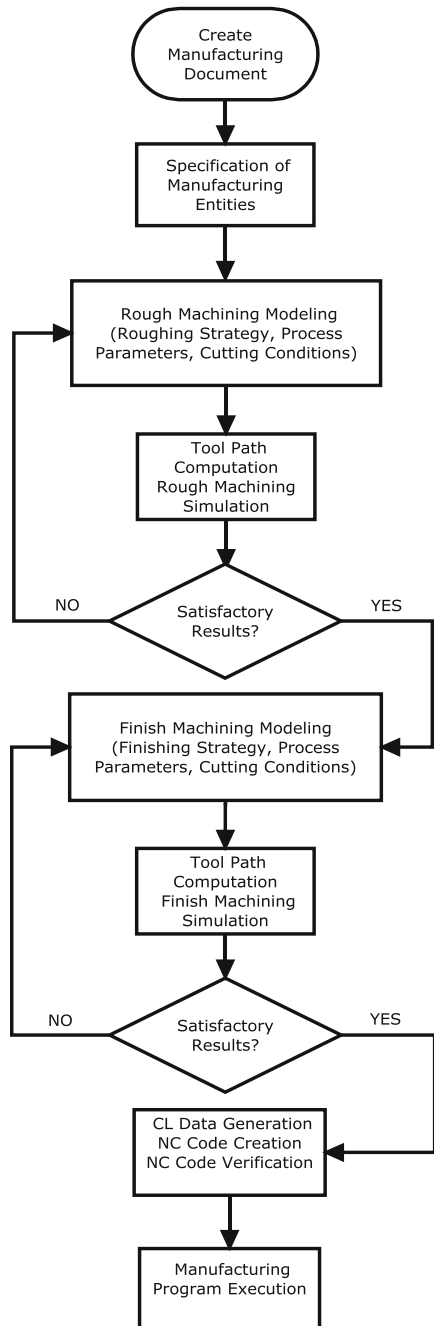 Create
Manufacturing
Document
Specification of
Manufacturing
Entities
Rough Machining Modeling
(Roughing Strategy, Process
Parameters, Cutting Conditions)
Tool Path
Computation
Rough Machining
Simulation
NO
Satisfactory
Results?
YES
Finish Machining Modeling
(Finishing Strategy, Process
Parameters, Cutting Conditions)
Tool Path
Computation
Finish Machining
Simulation
NO
Satisfactory
Results?
YES
CL Data Generation
NC Code Creation
NC Code Verification
Manufacturing
Program Execution